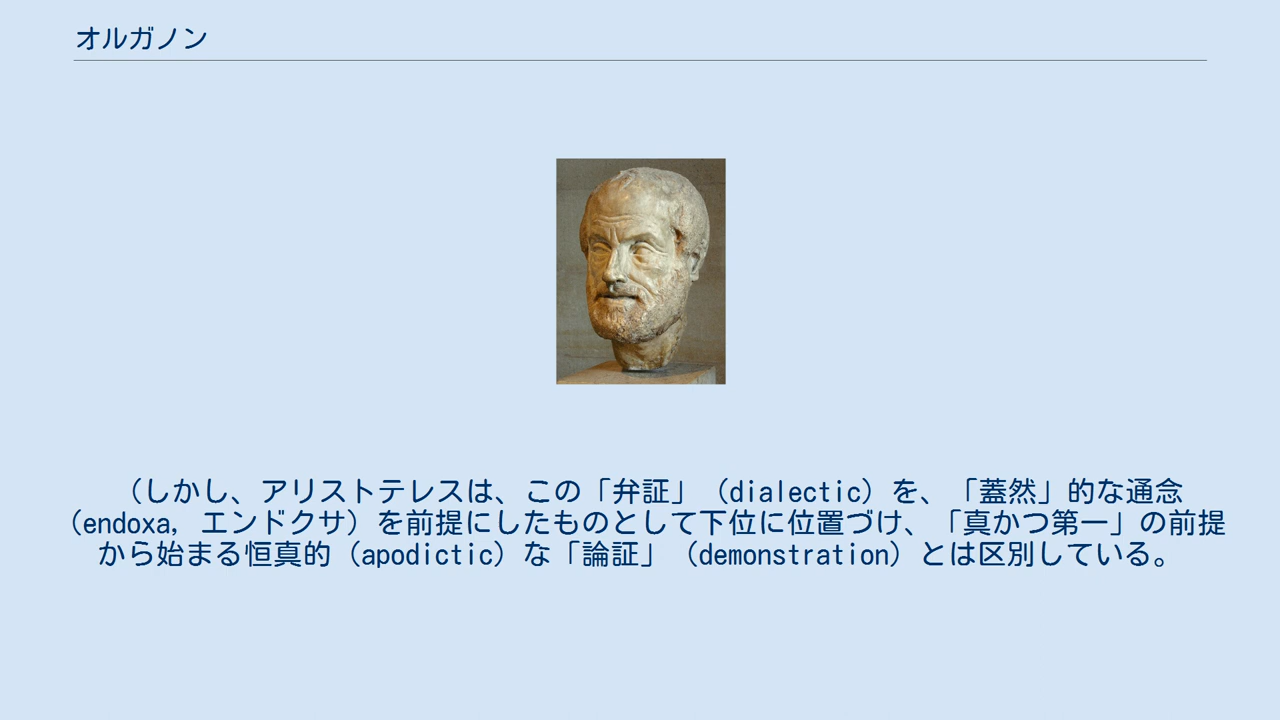 オルガノン
（しかし、アリストテレスは、この「弁証」（dialectic）を、「蓋然」的な通念
（endoxa, エンドクサ）を前提にしたものとして下位に位置づけ、「真かつ第一」の前提
から始まる恒真的（apodictic）な「論証」（demonstration）とは区別している。